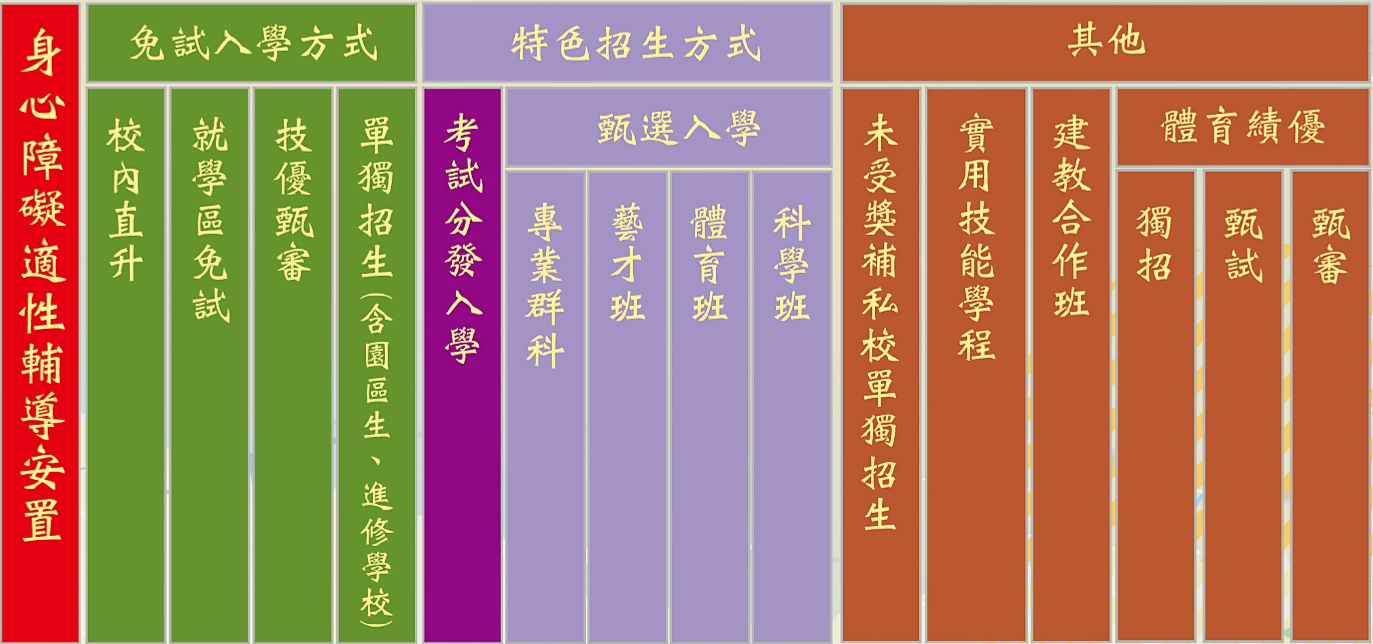 身心障礙適性輔導安置
免試入學方式
校內直升
就學區免試
技優甄審
單獨招生(含園區生、進修學校)
特色招生方式
考試分發入學
甄選入學
專業群科
藝才班
體育班
科學班
其他
未受獎補私校單獨招生
實用技能學程
建教合作班
體育績優
獨招
甄試
甄審